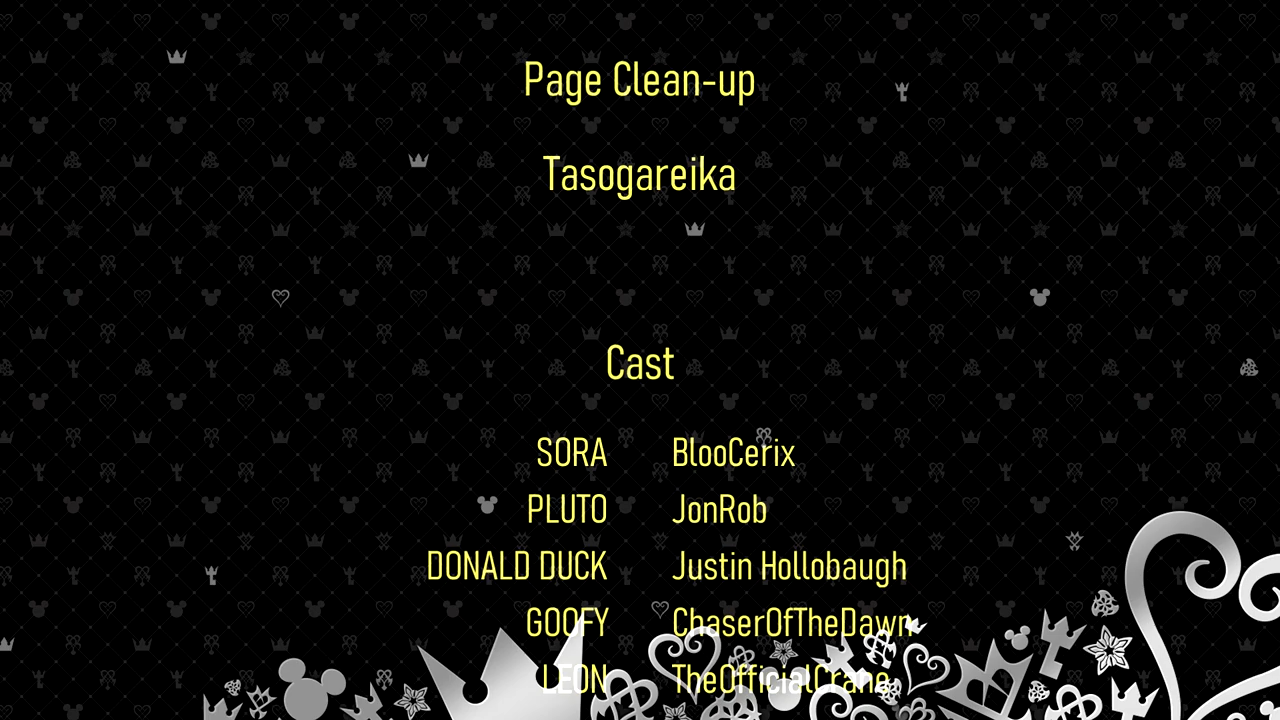 Page Clean-up
Tasogareika
Cast
SORA BlooCerix
PLUTO JonRob
DONALD DUCK Justin Hollobaugh
GOOFY ChaserOfTheDawn
LEON TheOfficialCrane